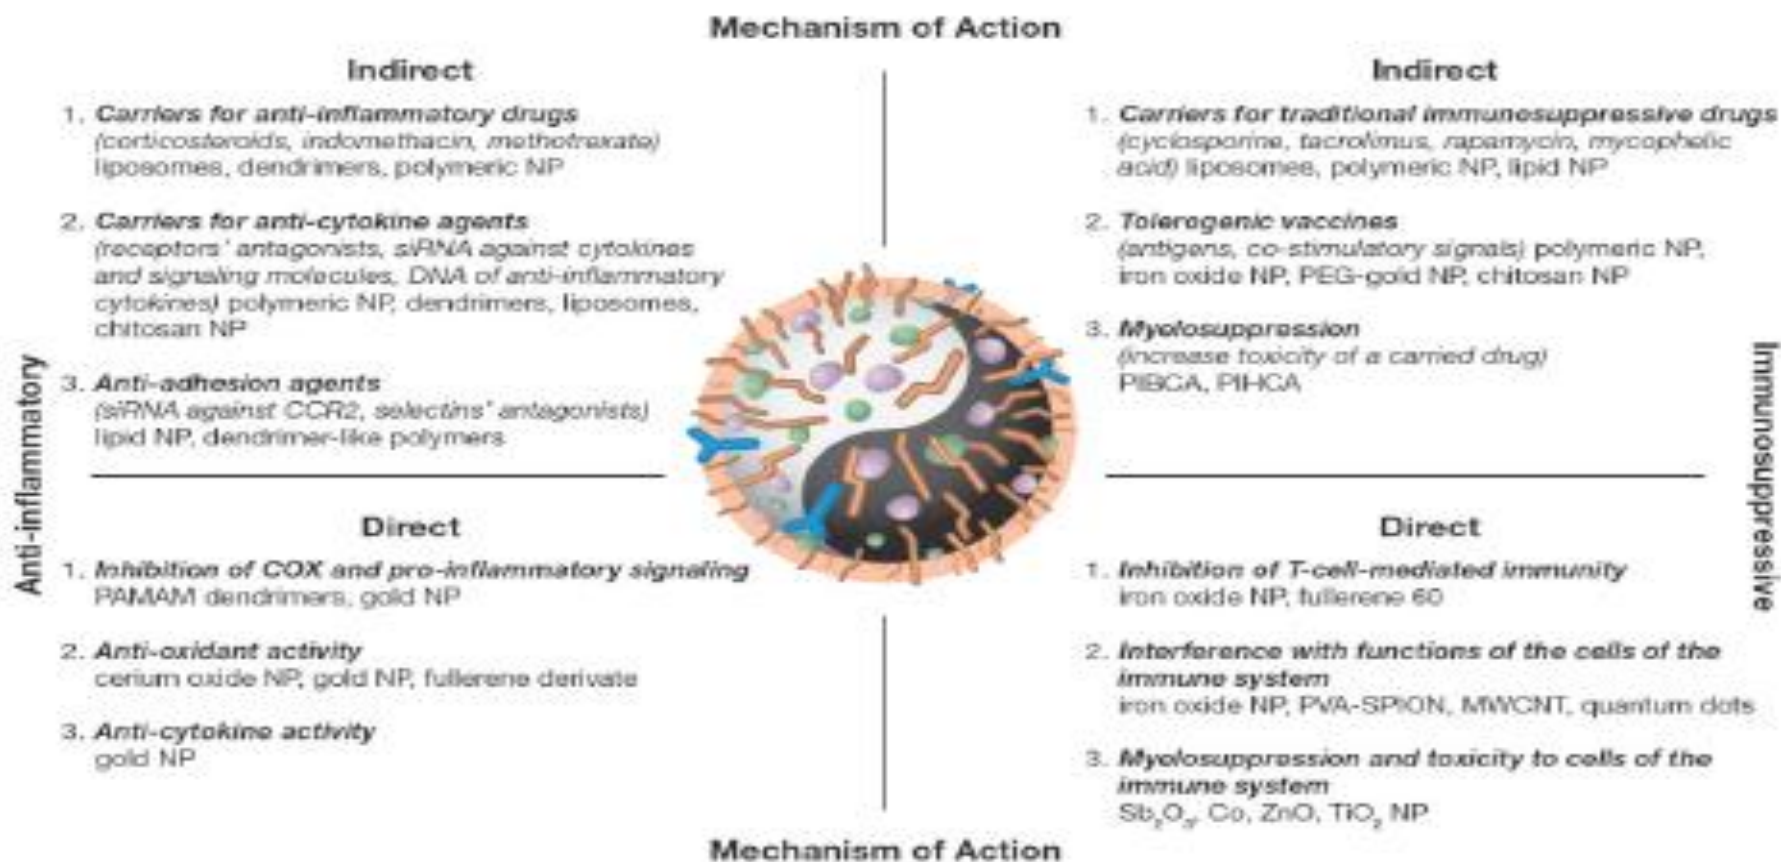 Mechanism of Action
Indirect
1. Carriers for anti-inflammatory drugs
(corticosteroids, indomethacin, methotrexate)
liposomes, dendrimers, polymeric NP
2. Carriers for anti-cytokine agents
(receptors' antagonists, siRNA against cytokines
and signaling molecules, DNA of anti-inflammatory
cytokines) polymeric NP, dendrimers, liposomes,
chitosan NP
3. Anti-adhesion agents
(siRNA against CCR2, selectins' antagonists)
lipid NP, dendrimer-like polymers
Anti-inflammatory
Direct
1. Inhibition of COX and pro-inflammatory signaling
PAMAM dendrimers, gold NP
2. Anti-oxidant activity
cerium oxide NP, gold NP, fullerene derivate
3. Anti-cytokine activity
gold NP
Indirect
1. Carriers for traditional immunosuppressive drugs
(cyclosporine, tacrolimus, rapamycin, mycophelic
acid) liposomes, polymeric NP, lipid NP
2. Tolerogenic vaccines
(antigens, co-stimulatory signals) polymeric NP,
iron oxide NP, PEG-gold NP, chitosan NP
3. Myelosuppression
(increase toxicity of a carried drug)
PIBCA, PIHCA
Immunosuppressive
Direct
1. Inhibition of T-cell-mediated immunity
iron oxide NP, fullerene 60
2. Interference with functions of the cells of the
immune system
iron oxide NP, PVA-SPION, MWCNT, quantum dots
3. Myelosuppression and toxicity to cells of the
immune system
Sb₂O₃, Co, ZnO, TiO₂ NP
Mechanism of Action